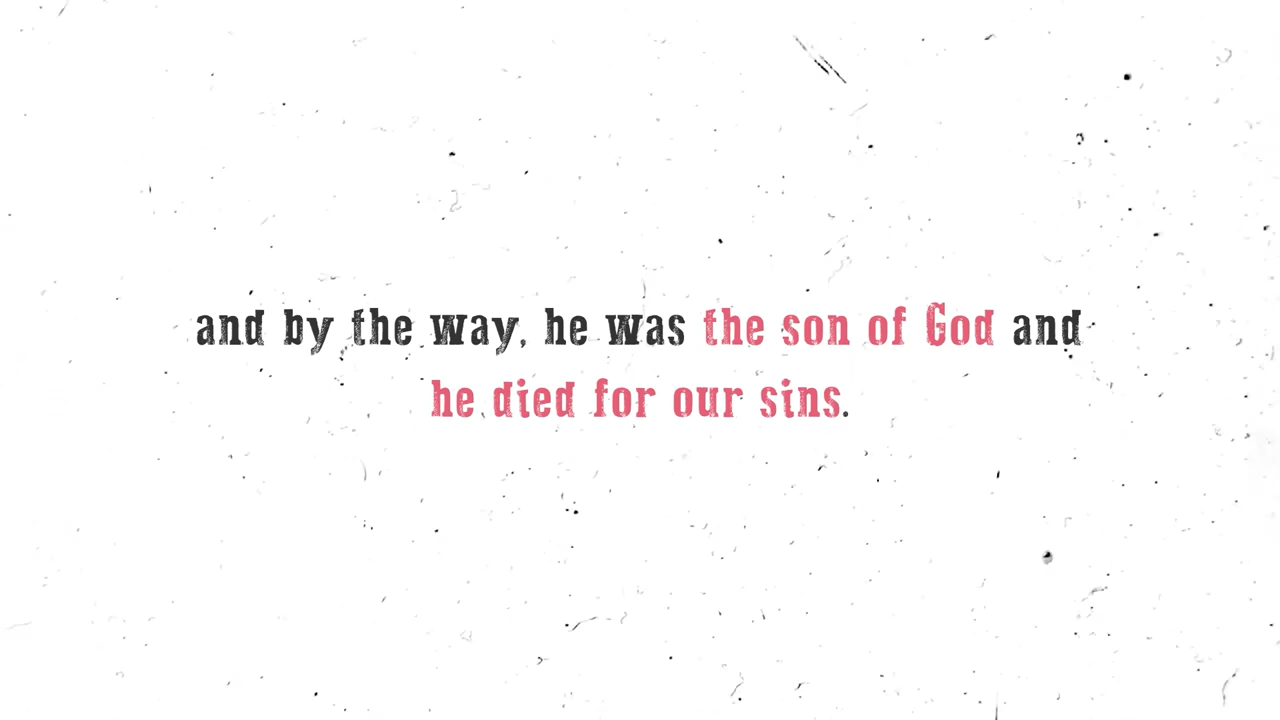 and by the way, he was the son of God and
he died for our sins.